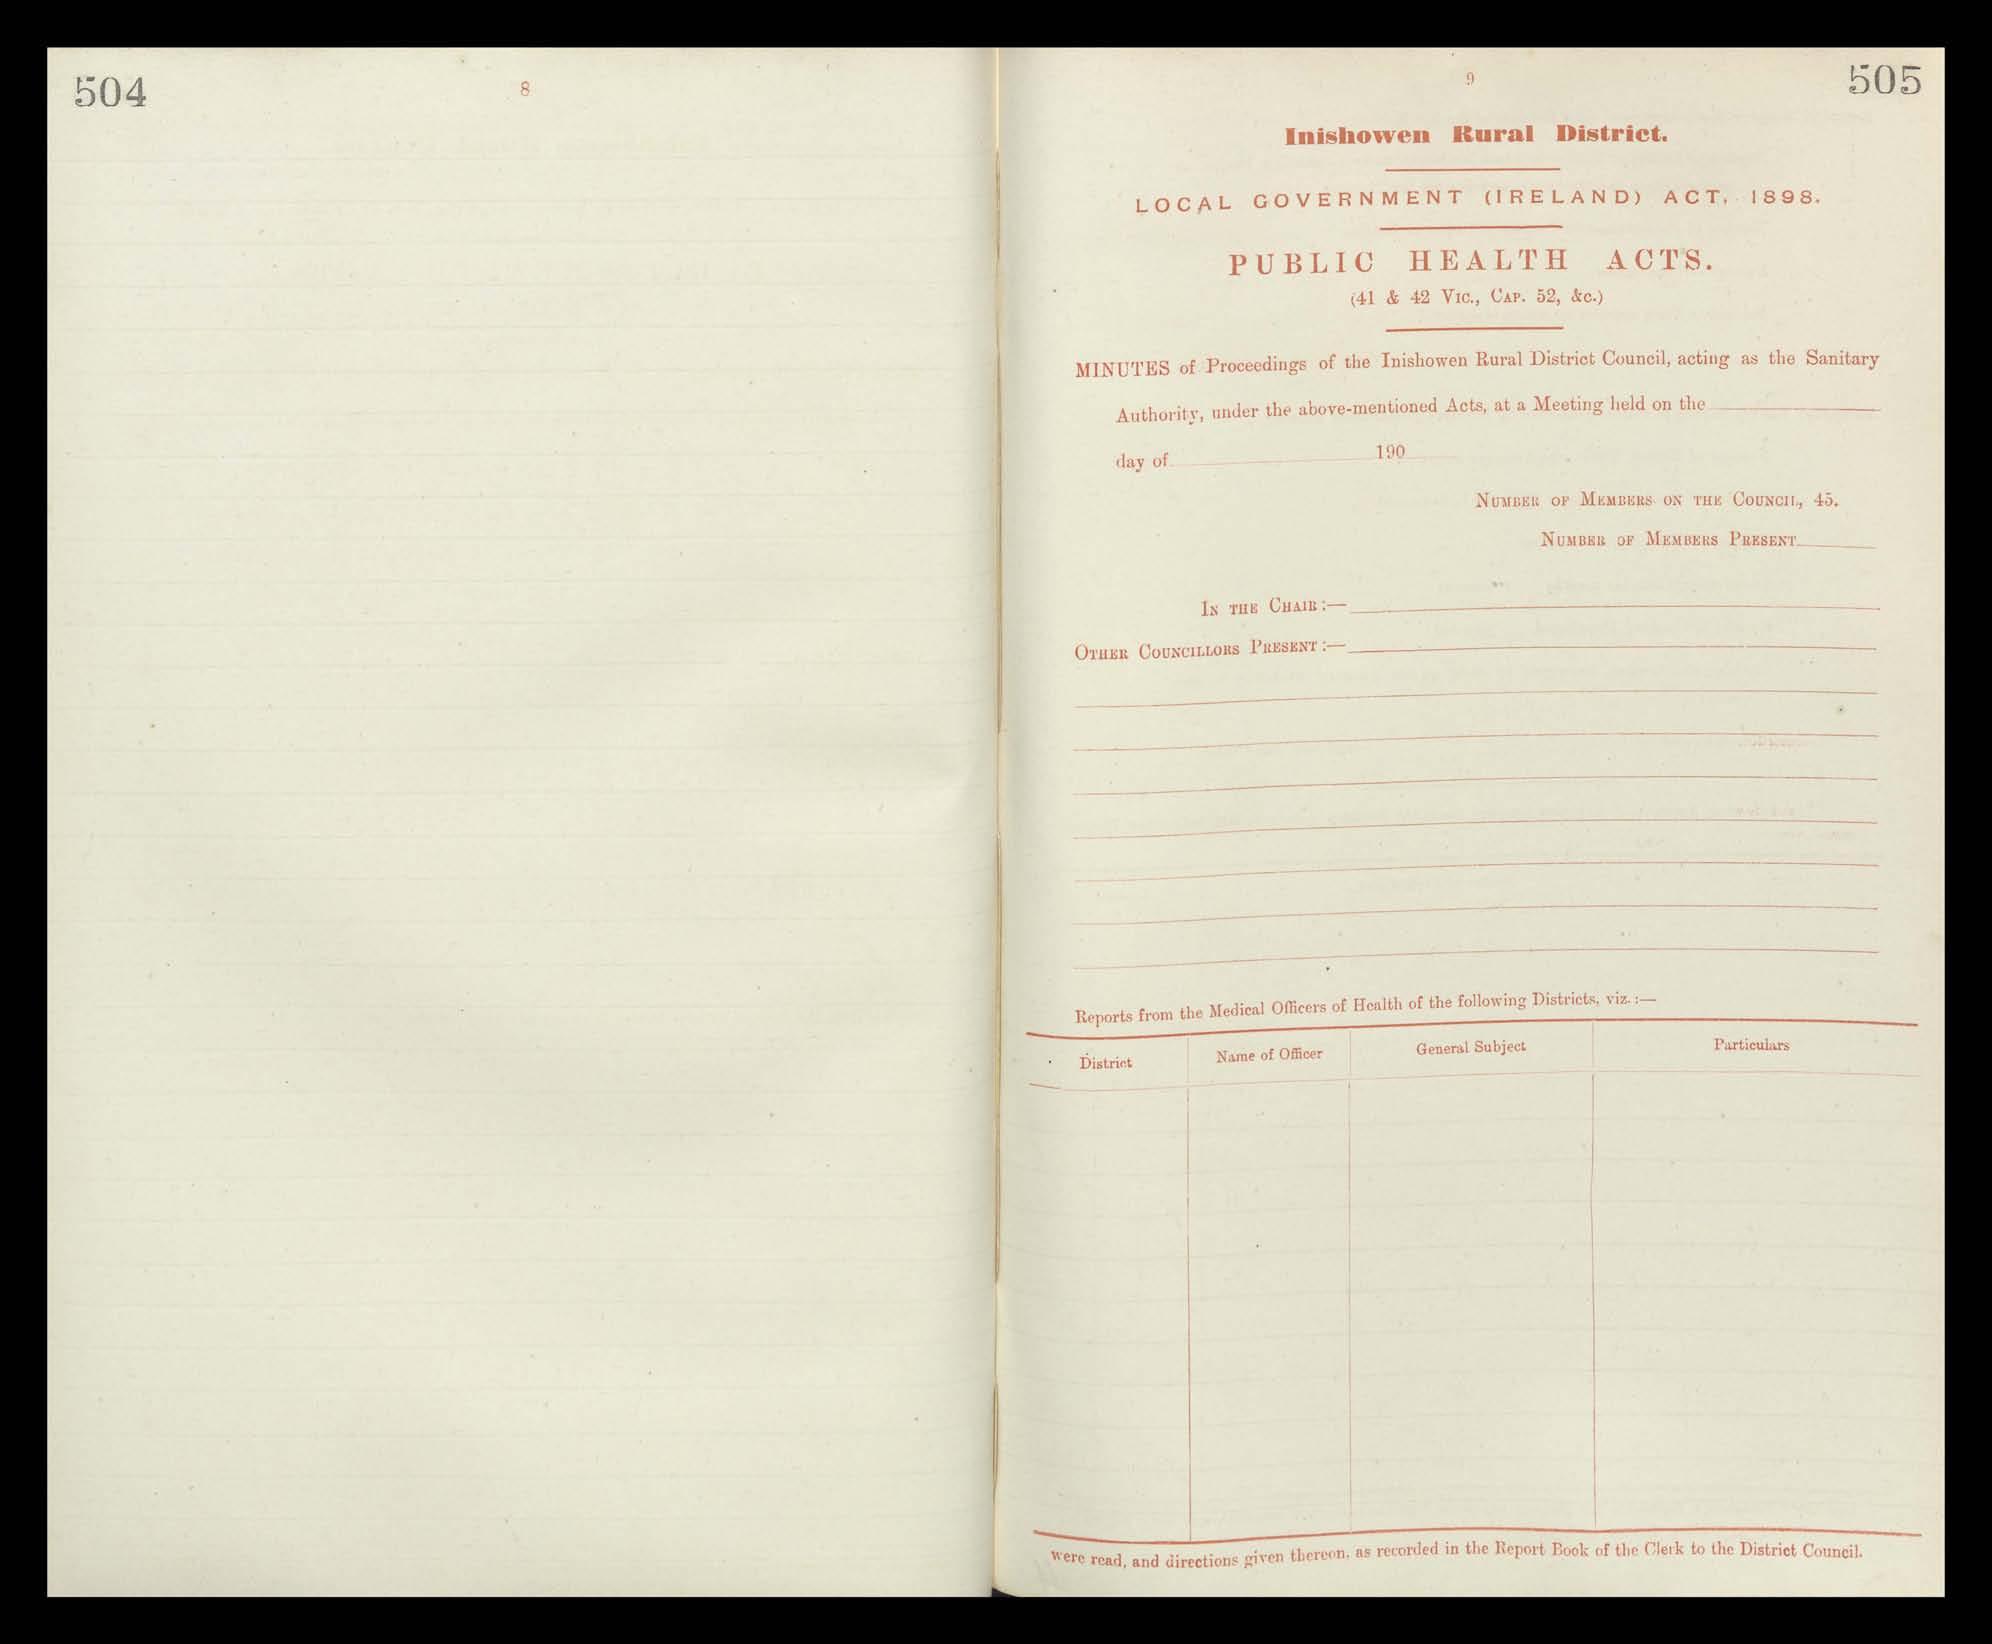 504
8
9
505
Inishowen Rural District.
LOCAL GOVERNMENT (IRELAND) ACT, 1898.
PUBLIC HEALTH ACTS.
(41 & 42 VIC., CAP. 52, &c.)
MINUTES of Proceedings of the Inishowen Rural District Council, acting as the Sanitary
Authority, under the above-mentioned Acts, at a Meeting held on the
day of 190
NUMBER OF MEMBERS ON THE COUNCIL, 45.
NUMBER OF MEMBERS PRESENT
IN THE CHAIR :—
OTHER COUNCILLORS PRESENT :—
Reports from the Medical Officers of Health of the following Districts, viz. :—
District Name of Officer General Subject Particulars
were read, and directions given thereon, as recorded in the Report Book of the Clerk to the District Council.